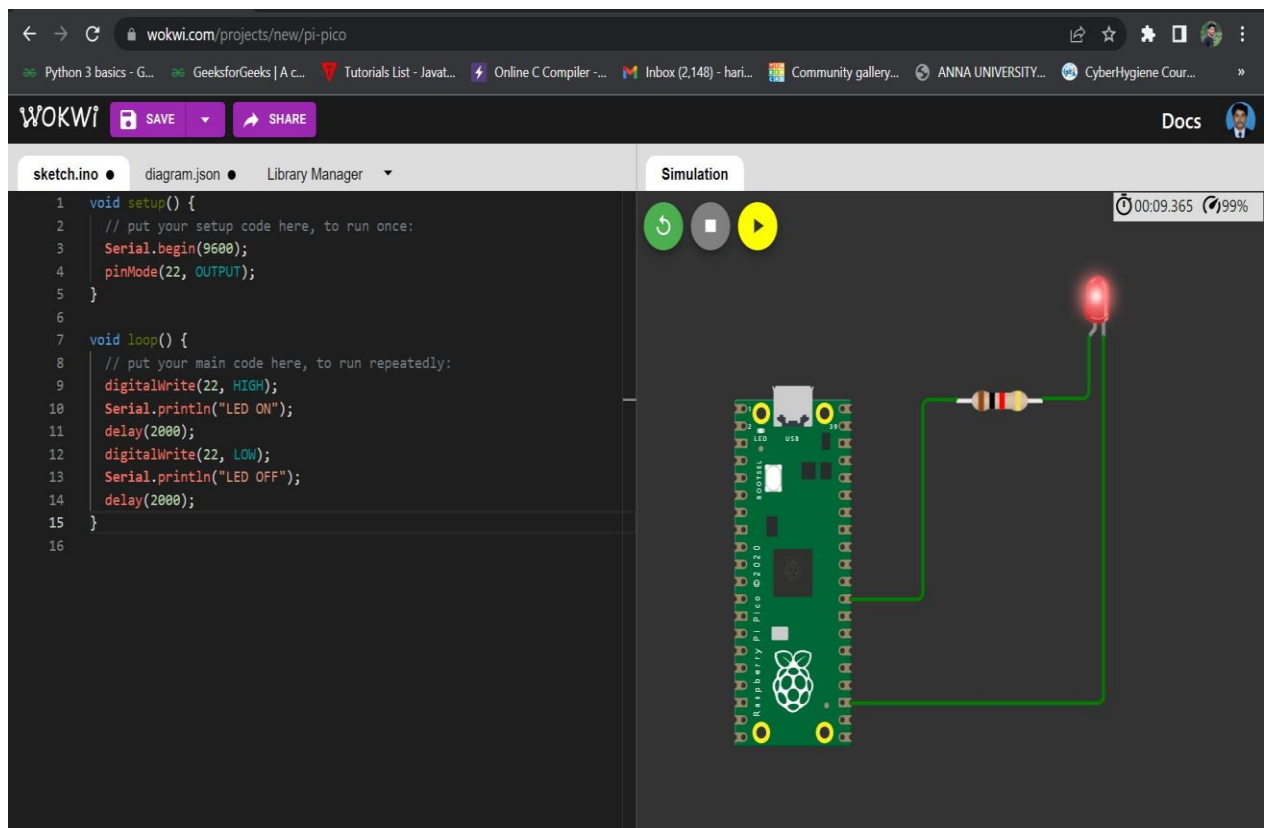 wokwi.com/projects/new/pi-pico
Python 3 basics - G... GeeksforGeeks | A c... Tutorials List - Javat... Online C Compiler -... Inbox (2,148) - hari... Community gallery... ANNA UNIVERSITY... CyberHygiene Cour... »
WOKWi SAVE SHARE Docs
sketch.ino ● diagram.json ● Library Manager Simulation
00:09.365 99%
1 void setup() {
2 // put your setup code here, to run once:
3 Serial.begin(9600);
4 pinMode(22, OUTPUT);
5 }
6
7 void loop() {
8 // put your main code here, to run repeatedly:
9 digitalWrite(22, HIGH);
10 Serial.println("LED ON");
11 delay(2000);
12 digitalWrite(22, LOW);
13 Serial.println("LED OFF");
14 delay(2000);
15 }
16
1
2 39
LED USB
BOOTSEL
Raspberry Pi Pico ©2020